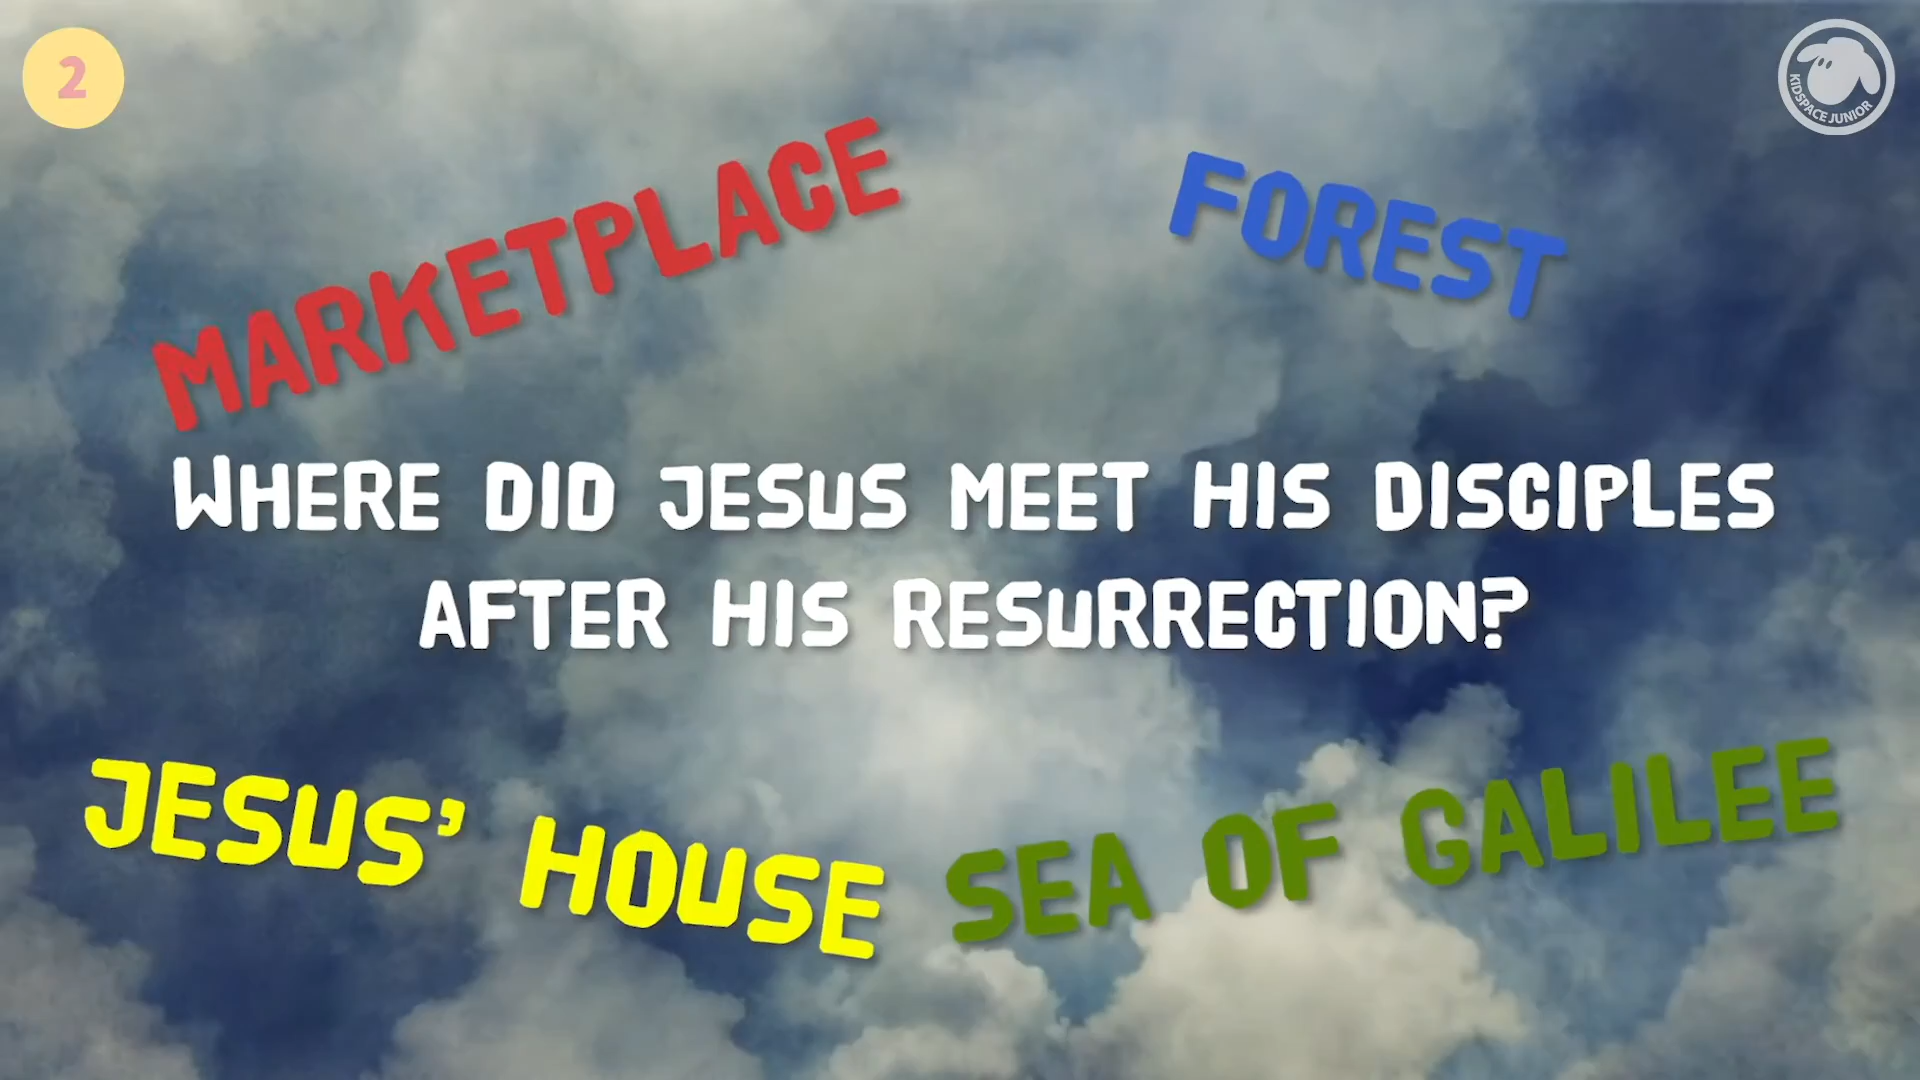 2
KIDSPACE JUNIOR
MARKETPLACE
FOREST
WHERE DID JESUS MEET HIS DISCIPLES
AFTER HIS RESURRECTION?
JESUS' HOUSE
SEA OF GALILEE